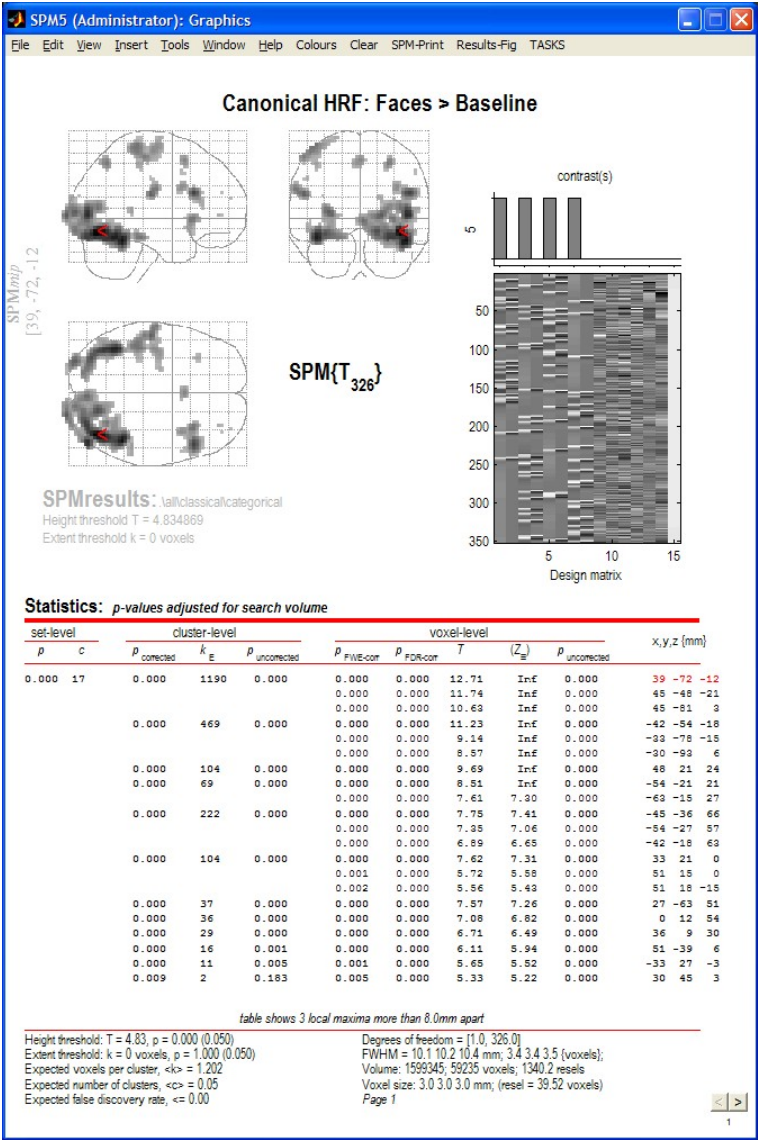 SPM5 (Administrator): Graphics
File Edit View Insert Tools Window Help Colours Clear SPM-Print Results-Fig TASKS
Canonical HRF: Faces > Baseline
contrast(s)
5
SPMmip
[39, -72, -12]
<
<
<
SPM{T326}
50
100
150
200
250
300
350
5 10 15
Design matrix
SPMresults: .\all\classical\categorical
Height threshold T = 4.834869
Extent threshold k = 0 voxels
Statistics: p-values adjusted for search volume
set-level cluster-level voxel-level x,y,z {mm}
p c p corrected k E p uncorrected p FWE-corr p FDR-corr T (Z≡) p uncorrected
0.000 17 0.000 1190 0.000 0.000 0.000 12.71 Inf 0.000 39 -72 -12
0.000 0.000 11.74 Inf 0.000 45 -48 -21
0.000 0.000 10.63 Inf 0.000 45 -81 3
0.000 469 0.000 0.000 0.000 11.23 Inf 0.000 -42 -54 -18
0.000 0.000 9.14 Inf 0.000 -33 -78 -15
0.000 0.000 8.57 Inf 0.000 -30 -93 6
0.000 104 0.000 0.000 0.000 9.69 Inf 0.000 48 21 24
0.000 69 0.000 0.000 0.000 8.51 Inf 0.000 -54 -21 21
0.000 0.000 7.61 7.30 0.000 -63 -15 27
0.000 222 0.000 0.000 0.000 7.75 7.41 0.000 -45 -36 66
0.000 0.000 7.35 7.06 0.000 -54 -27 57
0.000 0.000 6.89 6.65 0.000 -42 -18 63
0.000 104 0.000 0.000 0.000 7.62 7.31 0.000 33 21 0
0.001 0.000 5.72 5.58 0.000 51 15 0
0.002 0.000 5.56 5.43 0.000 51 18 -15
0.000 37 0.000 0.000 0.000 7.57 7.26 0.000 27 -63 51
0.000 36 0.000 0.000 0.000 7.08 6.82 0.000 0 12 54
0.000 29 0.000 0.000 0.000 6.71 6.49 0.000 36 9 30
0.000 16 0.001 0.000 0.000 6.11 5.94 0.000 51 -39 6
0.000 11 0.005 0.001 0.000 5.65 5.52 0.000 -33 27 -3
0.009 2 0.183 0.005 0.000 5.33 5.22 0.000 30 45 3
table shows 3 local maxima more than 8.0mm apart
Height threshold: T = 4.83, p = 0.000 (0.050)
Extent threshold: k = 0 voxels, p = 1.000 (0.050)
Expected voxels per cluster, <k> = 1.202
Expected number of clusters, <c> = 0.05
Expected false discovery rate, <= 0.00
Degrees of freedom = [1.0, 326.0]
FWHM = 10.1 10.2 10.4 mm; 3.4 3.4 3.5 {voxels};
Volume: 1599345; 59235 voxels; 1340.2 resels
Voxel size: 3.0 3.0 3.0 mm; (resel = 39.52 voxels)
Page 1
< >
1